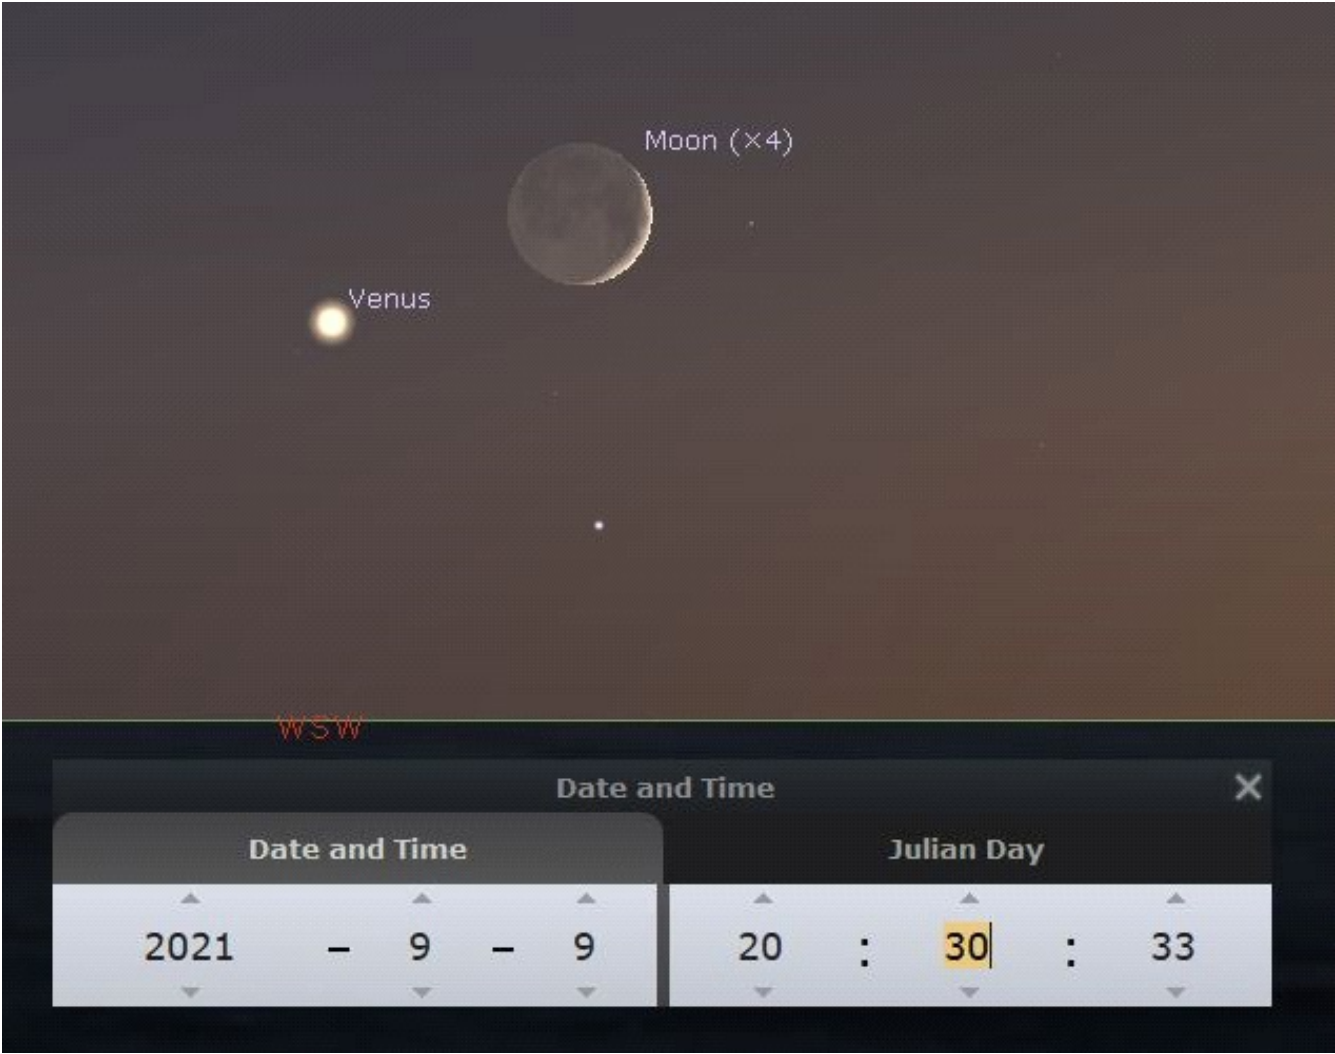 Moon (×4)
Venus
WSW
Date and Time
Date and Time
Julian Day
2021 – 9 – 9 20 : 30 : 33